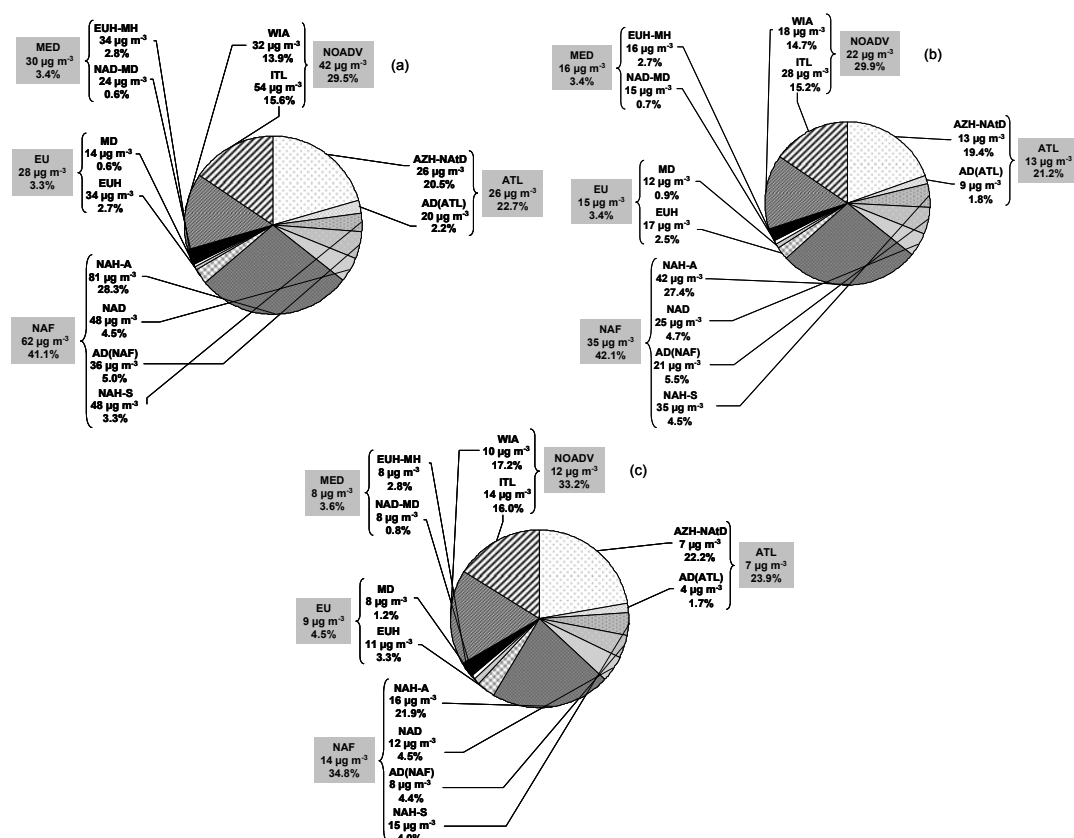 EUH-MH
34 µg m-3
2.8%
NAD-MD
24 µg m-3
0.6%
MED
30 µg m-3
3.4%
WIA
32 µg m-3
13.9%
ITL
54 µg m-3
15.6%
NOADV
42 µg m-3
29.5%
(a)
MD
14 µg m-3
0.6%
EUH
34 µg m-3
2.7%
EU
28 µg m-3
3.3%
AZH-NAtD
26 µg m-3
20.5%
AD(ATL)
20 µg m-3
2.2%
ATL
26 µg m-3
22.7%
NAH-A
81 µg m-3
28.3%
NAD
48 µg m-3
4.5%
AD(NAF)
36 µg m-3
5.0%
NAH-S
48 µg m-3
3.3%
NAF
62 µg m-3
41.1%
EUH-MH
16 µg m-3
2.7%
NAD-MD
15 µg m-3
0.7%
MED
16 µg m-3
3.4%
WIA
18 µg m-3
14.7%
ITL
28 µg m-3
15.2%
NOADV
22 µg m-3
29.9%
(b)
MD
12 µg m-3
0.9%
EUH
17 µg m-3
2.5%
EU
15 µg m-3
3.4%
AZH-NAtD
13 µg m-3
19.4%
AD(ATL)
9 µg m-3
1.8%
ATL
13 µg m-3
21.2%
NAH-A
42 µg m-3
27.4%
NAD
25 µg m-3
4.7%
AD(NAF)
21 µg m-3
5.5%
NAH-S
35 µg m-3
4.5%
NAF
35 µg m-3
42.1%
EUH-MH
8 µg m-3
2.8%
NAD-MD
8 µg m-3
0.8%
MED
8 µg m-3
3.6%
WIA
10 µg m-3
17.2%
ITL
14 µg m-3
16.0%
NOADV
12 µg m-3
33.2%
(c)
MD
8 µg m-3
1.2%
EUH
11 µg m-3
3.3%
EU
9 µg m-3
4.5%
AZH-NAtD
7 µg m-3
22.2%
AD(ATL)
4 µg m-3
1.7%
ATL
7 µg m-3
23.9%
NAH-A
16 µg m-3
21.9%
NAD
12 µg m-3
4.5%
AD(NAF)
8 µg m-3
4.4%
NAH-S
15 µg m-3
NAF
14 µg m-3
34.8%